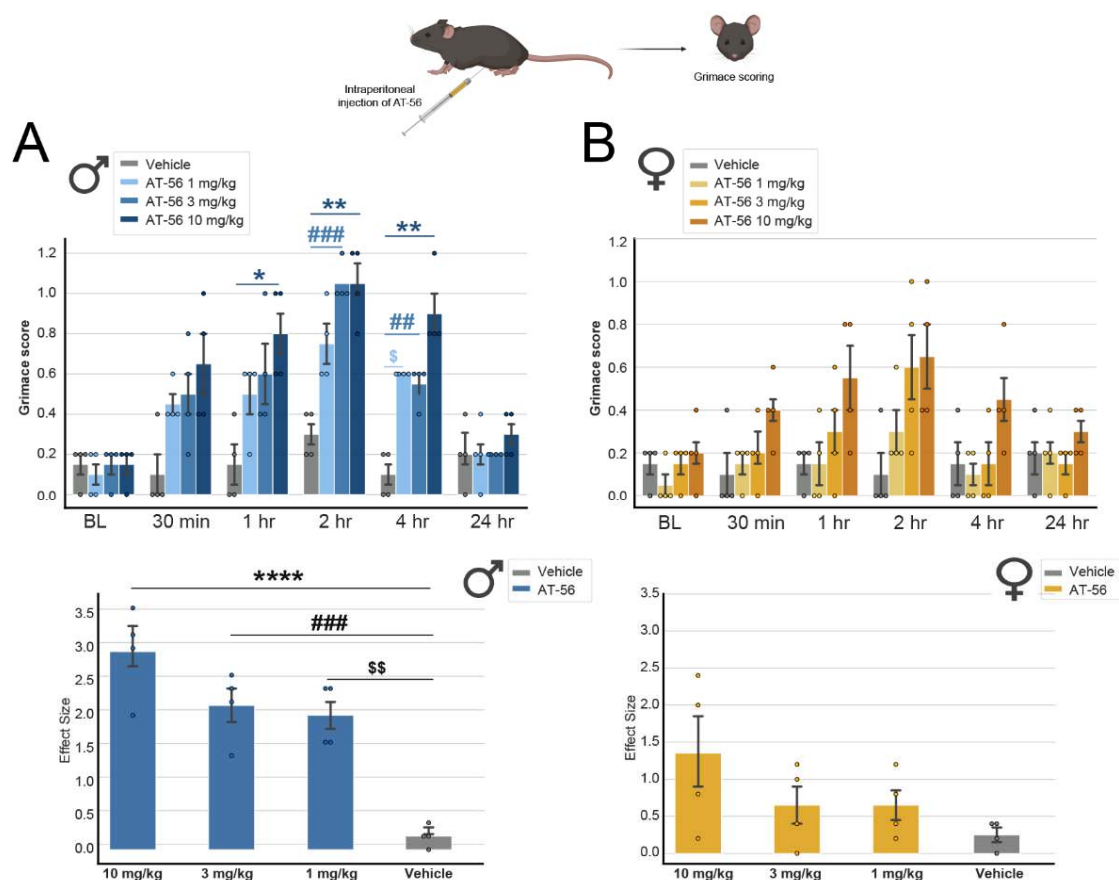 Intraperitoneal
injection of AT-56
Grimace scoring
A
♂
Vehicle
AT-56 1 mg/kg
AT-56 3 mg/kg
AT-56 10 mg/kg
Grimace score
1.2
1.0
0.8
0.6
0.4
0.2
0.0
*
**
###
**
##
$
BL 30 min 1 hr 2 hr 4 hr 24 hr
B
♀
Vehicle
AT-56 1 mg/kg
AT-56 3 mg/kg
AT-56 10 mg/kg
Grimace score
1.2
1.0
0.8
0.6
0.4
0.2
0.0
BL 30 min 1 hr 2 hr 4 hr 24 hr
♂
Vehicle
AT-56
Effect Size
3.5
3.0
2.5
2.0
1.5
1.0
0.5
0.0
****
###
$$
10 mg/kg 3 mg/kg 1 mg/kg Vehicle
♀
Vehicle
AT-56
Effect Size
3.5
3.0
2.5
2.0
1.5
1.0
0.5
0.0
10 mg/kg 3 mg/kg 1 mg/kg Vehicle